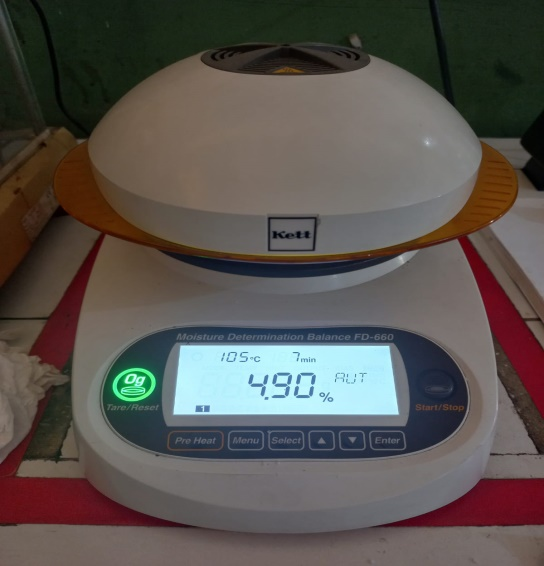 Kett
Moisture Determination Balance FD-660
105°C 7min
4.90% AUT
1
0g
Tare/Reset
Start/Stop
Pre Heat Menu Select ▲ ▼ Enter